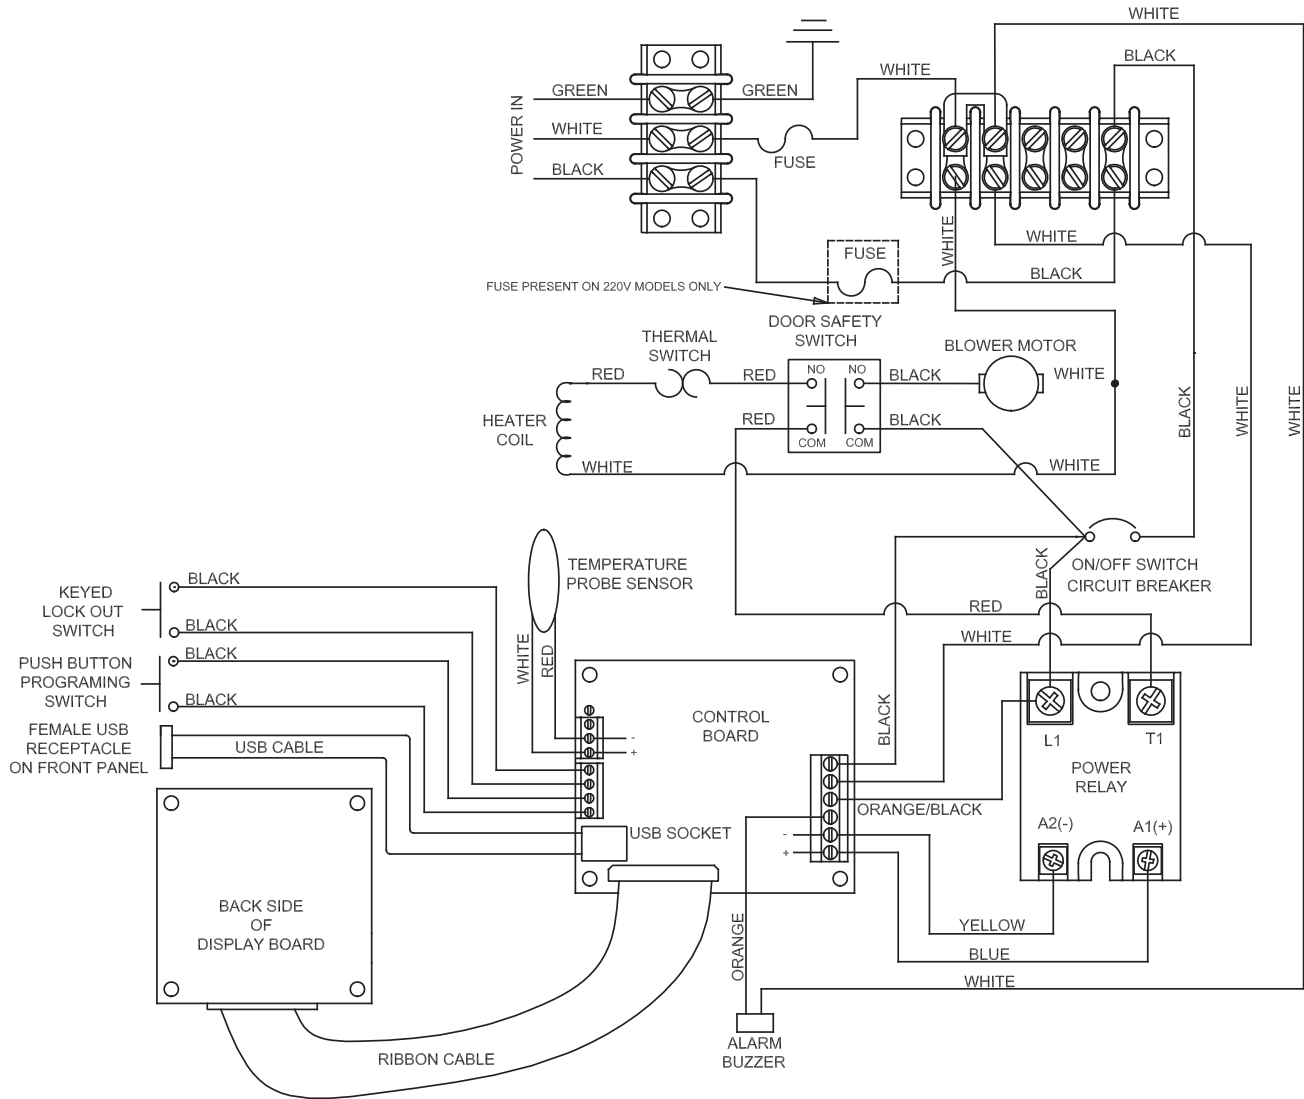 WHITE
BLACK
WHITE
GREEN
GREEN
WHITE
BLACK
POWER IN
FUSE
WHITE
WHITE
FUSE
BLACK
FUSE PRESENT ON 220V MODELS ONLY
DOOR SAFETY
SWITCH
THERMAL
SWITCH
BLOWER MOTOR
RED
RED
NO
NO
BLACK
WHITE
HEATER
COIL
RED
COM
COM
BLACK
WHITE
WHITE
BLACK
WHITE
WHITE
TEMPERATURE
PROBE SENSOR
ON/OFF SWITCH
CIRCUIT BREAKER
BLACK
KEYED
LOCK OUT
SWITCH
BLACK
BLACK
RED
WHITE
WHITE
RED
PUSH BUTTON
PROGRAMING
SWITCH
BLACK
BLACK
FEMALE USB
RECEPTACLE
ON FRONT PANEL
USB CABLE
-
+
CONTROL
BOARD
BLACK
L1
T1
POWER
RELAY
ORANGE/BLACK
A2(-)
A1(+)
USB SOCKET
-
+
BACK SIDE
OF
DISPLAY BOARD
ORANGE
YELLOW
BLUE
WHITE
RIBBON CABLE
ALARM
BUZZER